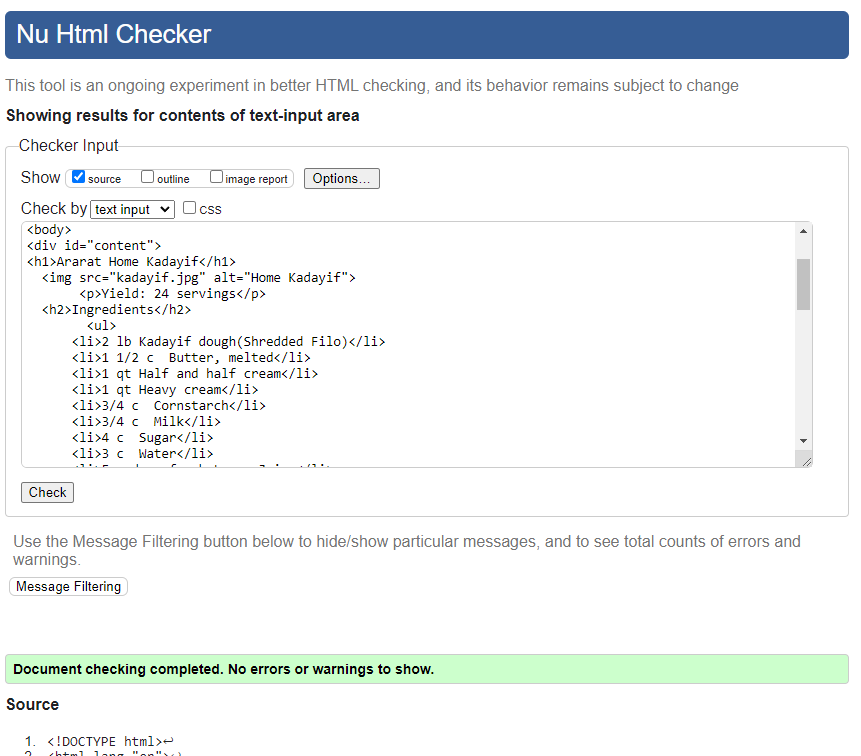 Nu Html Checker
This tool is an ongoing experiment in better HTML checking, and its behavior remains subject to change
Showing results for contents of text-input area
Checker Input
Show source outline image report Options...
Check by text input css
<body>
<div id="content">
<h1>Ararat Home Kadayif</h1>
<img src="kadayif.jpg" alt="Home Kadayif">
<p>Yield: 24 servings</p>
<h2>Ingredients</h2>
<ul>
<li>2 lb Kadayif dough(Shredded Filo)</li>
<li>1 1/2 c  Butter, melted</li>
<li>1 qt Half and half cream</li>
<li>1 qt Heavy cream</li>
<li>3/4 c  Cornstarch</li>
<li>3/4 c  Milk</li>
<li>4 c  Sugar</li>
<li>3 c  Water</li>
Check
Use the Message Filtering button below to hide/show particular messages, and to see total counts of errors and
warnings.
Message Filtering
Document checking completed. No errors or warnings to show.
Source
1. <!DOCTYPE html>↩
2. <html lang="en">↩